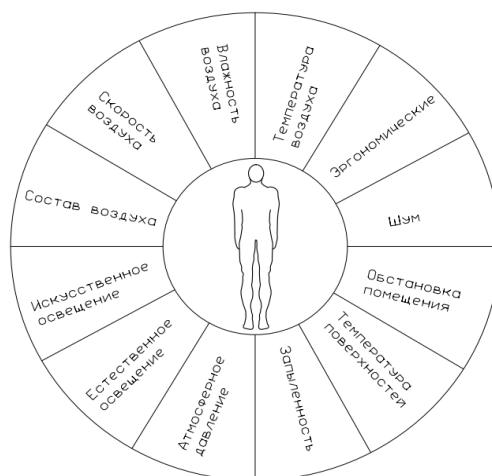 Температура
воздуха
Эргономические
Шум
Обстановка
помещения
Температура
поверхностей
Запыленность
Атмосферное
давление
Естественное
освещение
Искусственное
освещение
Состав воздуха
Скорость
воздуха
Влажность
воздуха